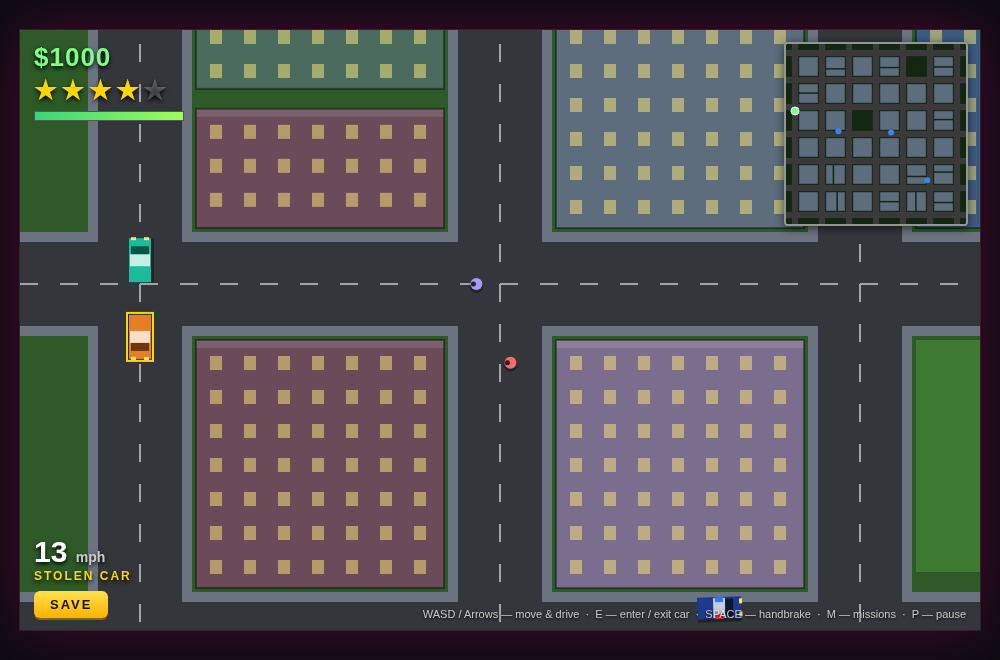 $1000
13 mph
STOLEN CAR
SAVE
WASD / Arrows — move & drive · E — enter / exit car · SPACE — handbrake · M — missions · P — pause